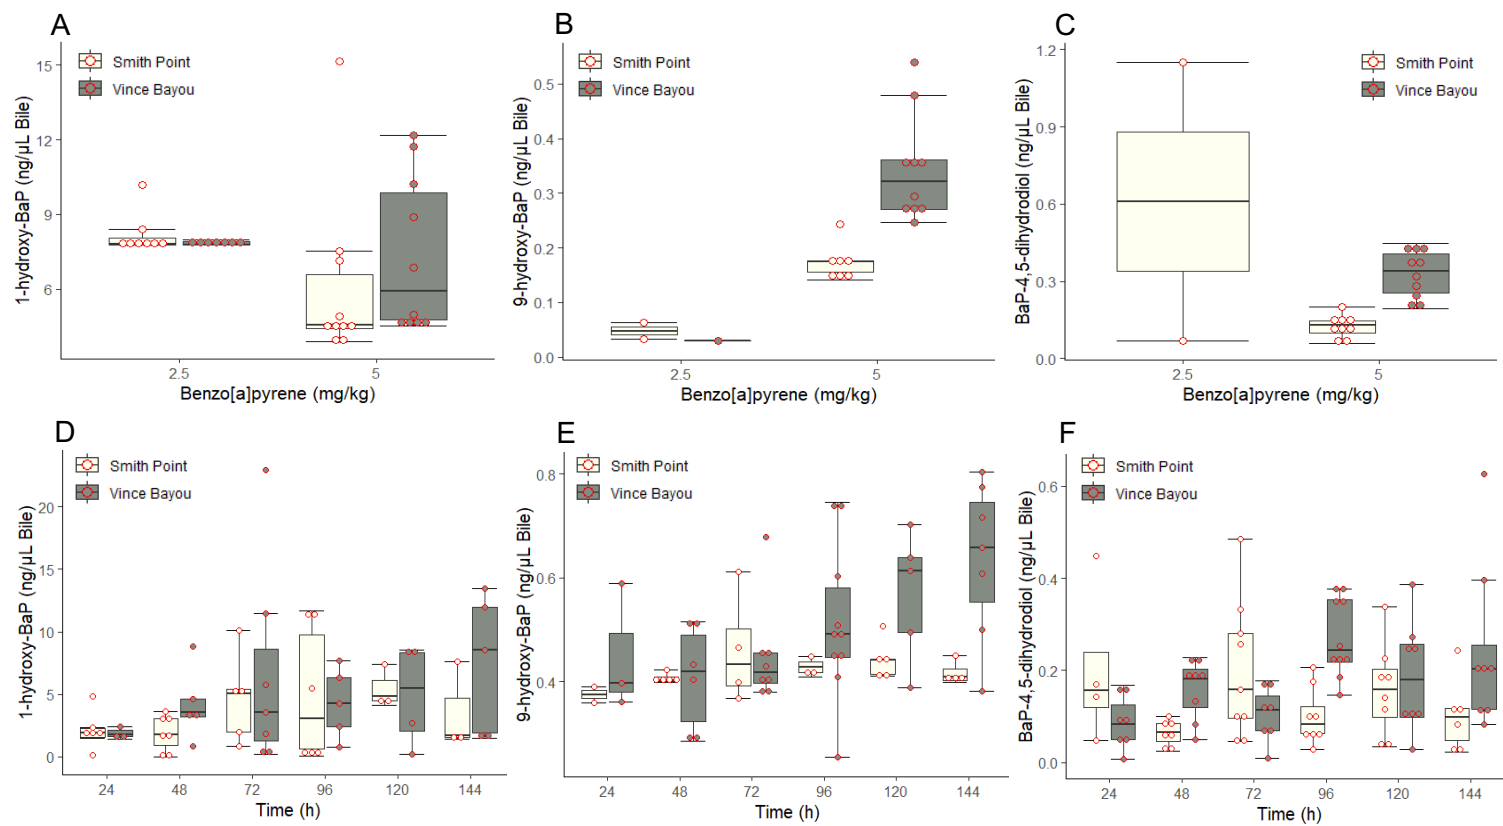 A
Smith Point
Vince Bayou
1-hydroxy-BaP (ng/µL Bile)
15
12
9
6
2.5
5
Benzo[a]pyrene (mg/kg)
B
Smith Point
Vince Bayou
9-hydroxy-BaP (ng/µL Bile)
0.5
0.4
0.3
0.2
0.1
0.0
2.5
5
Benzo[a]pyrene (mg/kg)
C
Smith Point
Vince Bayou
BaP-4,5-dihydrodiol (ng/µL Bile)
1.2
0.9
0.6
0.3
0.0
2.5
5
Benzo[a]pyrene (mg/kg)
D
Smith Point
Vince Bayou
1-hydroxy-BaP (ng/µL Bile)
20
15
10
5
0
24
48
72
96
120
144
Time (h)
E
Smith Point
Vince Bayou
9-hydroxy-BaP (ng/µL Bile)
0.8
0.6
0.4
24
48
72
96
120
144
Time (h)
F
Smith Point
Vince Bayou
BaP-4,5-dihydrodiol (ng/µL Bile)
0.6
0.4
0.2
0.0
24
48
72
96
120
144
Time (h)